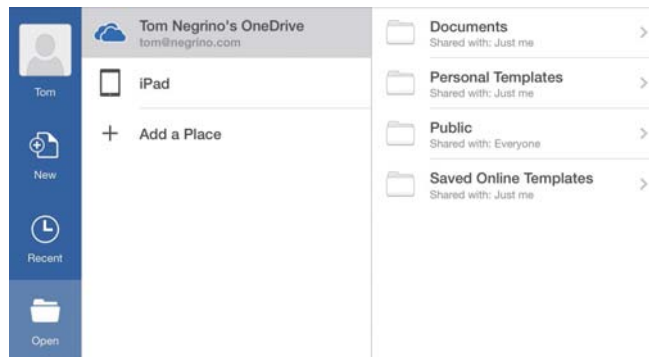 Tom
New
Recent
Open
Tom Negrino's OneDrive
tom@negrino.com
iPad
Add a Place
Documents
Shared with: Just me
Personal Templates
Shared with: Just me
Public
Shared with: Everyone
Saved Online Templates
Shared with: Just me